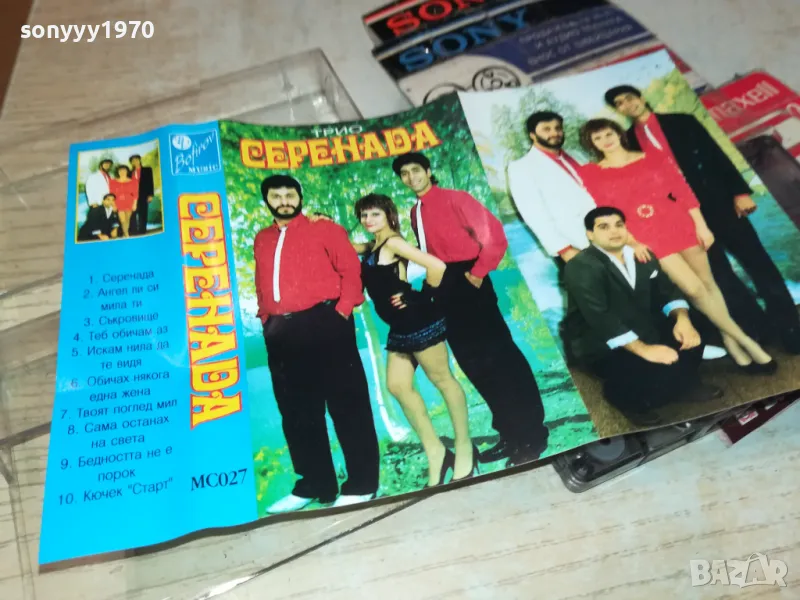 sonyyy1970
SONY
SONY
maxell
Music
ТРИО
СЕРЕНАДА
СЕРЕНАДА
1. Серенада
2. Ангел ли си
мила ти
3. Съкровище
4. Теб обичам аз
5. Искам нила да
те видя
6. Обичах някога
една жена
7. Твоят поглед мил
8. Сама останах
на света
9. Бедността не е
порок
10. Кючек "Старт"
MC027
BAZAR